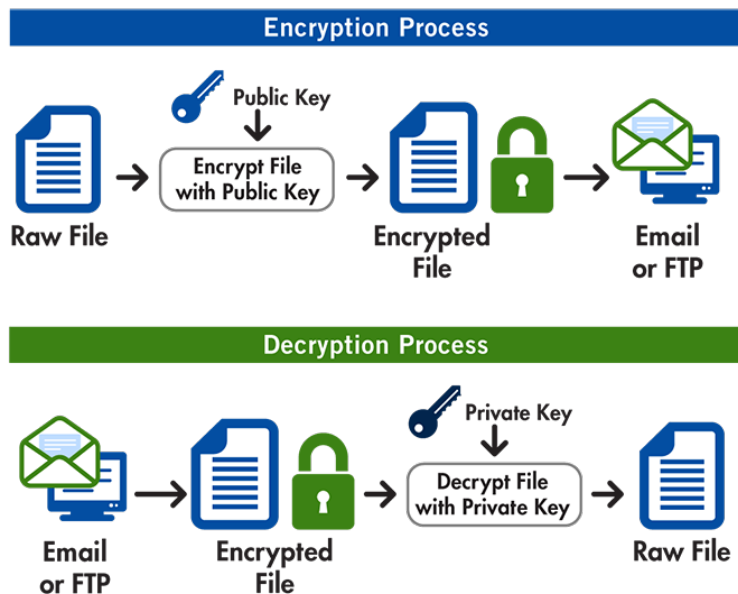 Encryption Process
Public Key
Encrypt File
with Public Key
Raw File
Encrypted
File
Email
or FTP
Decryption Process
Private Key
Decrypt File
with Private Key
Email
or FTP
Encrypted
File
Raw File